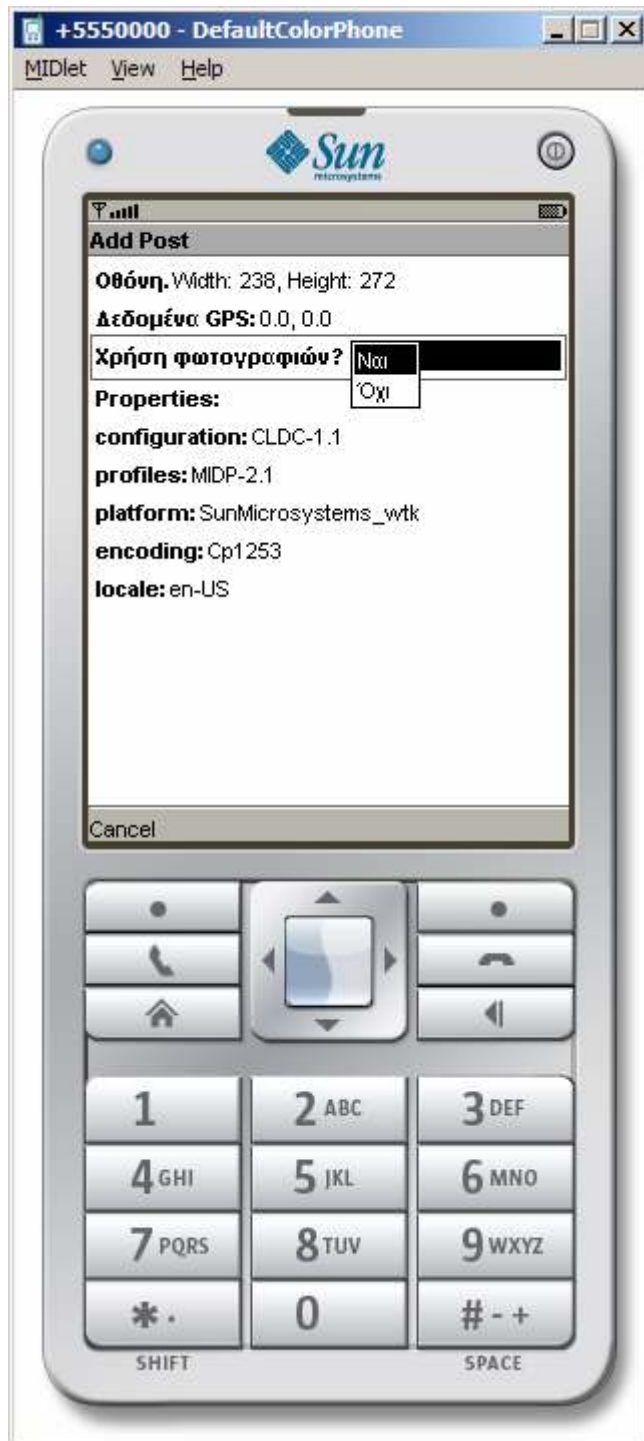 +5550000 - DefaultColorPhone
MIDlet View Help
Sun
microsystems
Add Post
Οθόνη. Width: 238, Height: 272
Δεδομένα GPS: 0.0, 0.0
Χρήση φωτογραφιών? Ναι
Όχι
Properties:
configuration: CLDC-1.1
profiles: MIDP-2.1
platform: SunMicrosystems_wtk
encoding: Cp1253
locale: en-US
Cancel
1 2 ABC 3 DEF
4 GHI 5 JKL 6 MNO
7 PQRS 8 TUV 9 WXYZ
* . 0 # - +
SHIFT SPACE